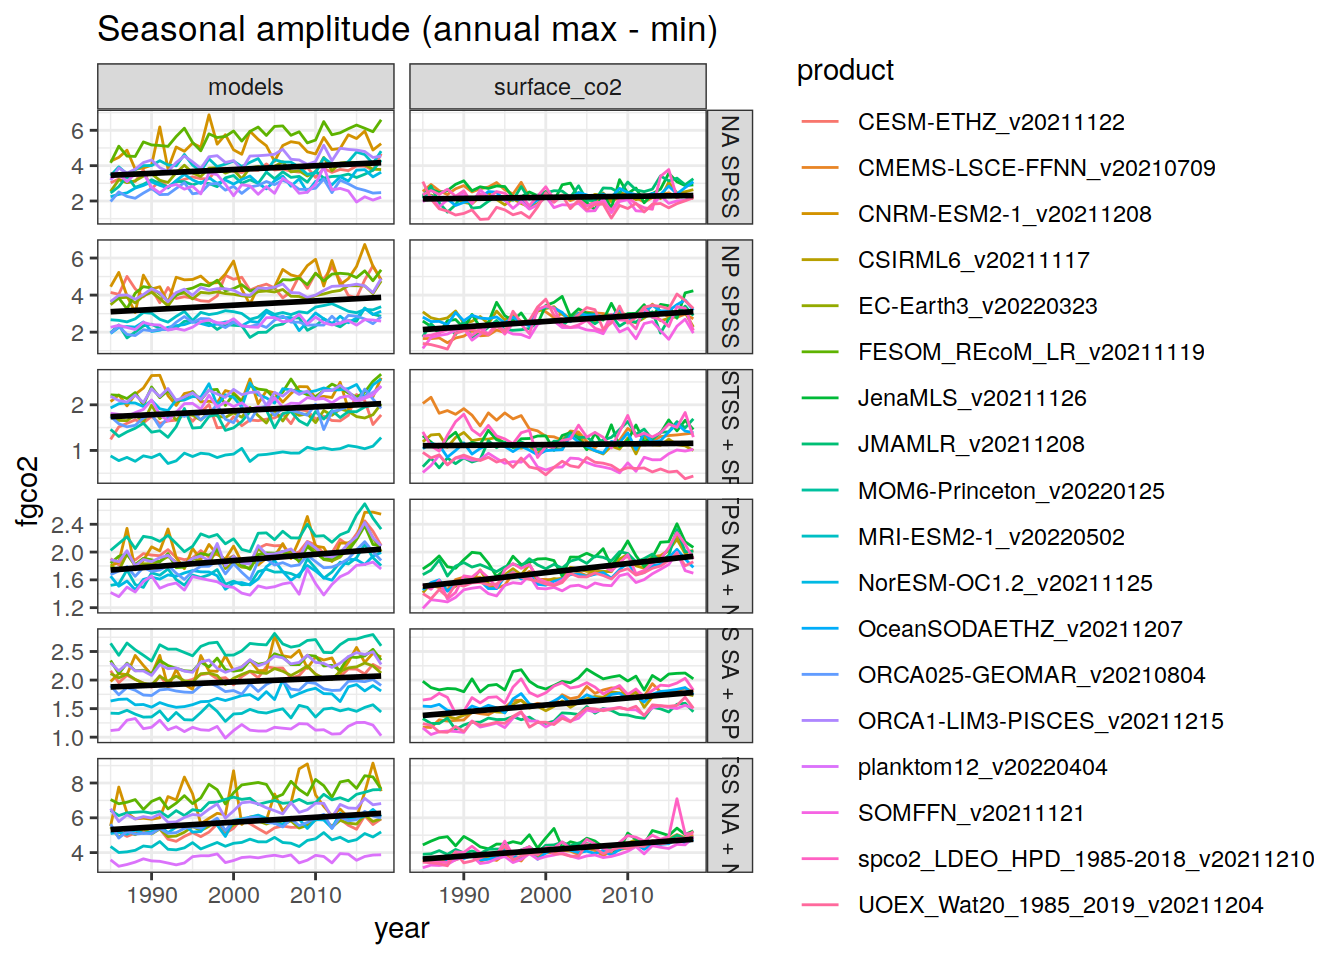 Seasonal amplitude (annual max - min)
models
surface_co2
NA SPSS
NP SPSS
STSS + SP
PS NA + N
S SA + SP
SS NA + N
6
4
2
6
4
2
2
1
2.4
2.0
1.6
1.2
2.5
2.0
1.5
1.0
8
6
4
1990 2000 2010
1990 2000 2010
year
fgco2
product
CESM-ETHZ_v20211122
CMEMS-LSCE-FFNN_v20210709
CNRM-ESM2-1_v20211208
CSIRML6_v20211117
EC-Earth3_v20220323
FESOM_REcoM_LR_v20211119
JenaMLS_v20211126
JMAMLR_v20211208
MOM6-Princeton_v20220125
MRI-ESM2-1_v20220502
NorESM-OC1.2_v20211125
OceanSODAETHZ_v20211207
ORCA025-GEOMAR_v20210804
ORCA1-LIM3-PISCES_v20211215
planktom12_v20220404
SOMFFN_v20211121
spco2_LDEO_HPD_1985-2018_v20211210
UOEX_Wat20_1985_2019_v20211204